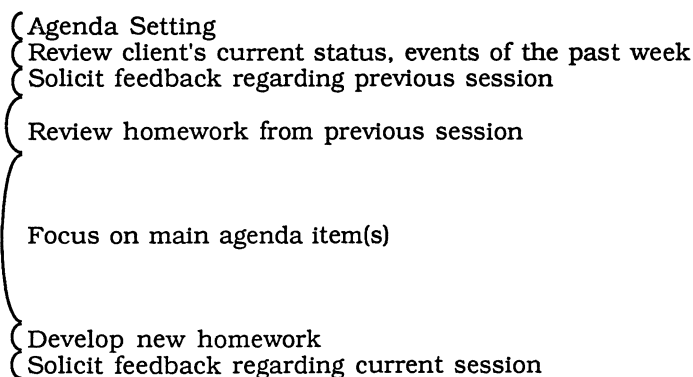 Agenda Setting
Review client's current status, events of the past week
Solicit feedback regarding previous session
Review homework from previous session
Focus on main agenda item(s)
Develop new homework
Solicit feedback regarding current session